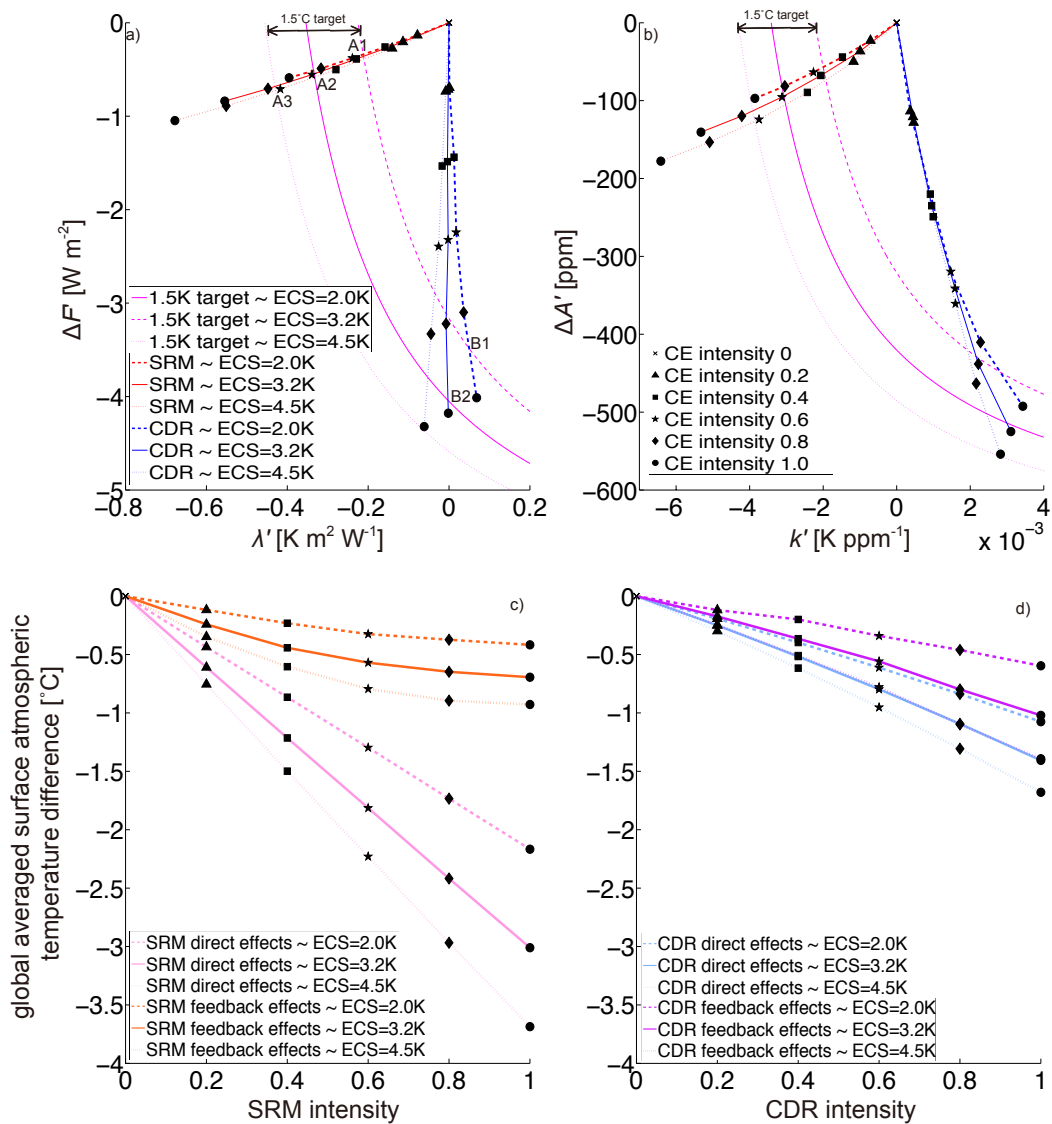 a)
1.5˚C target
A1
A2
A3
B1
B2
0
−1
−2
−3
−4
−5
ΔF' [W m⁻²]
1.5K target ~ ECS=2.0K
1.5K target ~ ECS=3.2K
1.5K target ~ ECS=4.5K
SRM ~ ECS=2.0K
SRM ~ ECS=3.2K
SRM ~ ECS=4.5K
CDR ~ ECS=2.0K
CDR ~ ECS=3.2K
CDR ~ ECS=4.5K
−0.8 −0.6 −0.4 −0.2 0 0.2
λ' [K m² W⁻¹]
b)
1.5˚C target
0
−100
−200
−300
−400
−500
−600
ΔA' [ppm]
CE intensity 0
CE intensity 0.2
CE intensity 0.4
CE intensity 0.6
CE intensity 0.8
CE intensity 1.0
−6 −4 −2 0 2 4
x 10⁻³
k' [K ppm⁻¹]
c)
0
−0.5
−1
−1.5
−2
−2.5
−3
−3.5
−4
global averaged surface atmospheric
temperature difference [˚C]
SRM direct effects ~ ECS=2.0K
SRM direct effects ~ ECS=3.2K
SRM direct effects ~ ECS=4.5K
SRM feedback effects ~ ECS=2.0K
SRM feedback effects ~ ECS=3.2K
SRM feedback effects ~ ECS=4.5K
0 0.2 0.4 0.6 0.8 1
SRM intensity
d)
0
−0.5
−1
−1.5
−2
−2.5
−3
−3.5
−4
CDR direct effects ~ ECS=2.0K
CDR direct effects ~ ECS=3.2K
CDR direct effects ~ ECS=4.5K
CDR feedback effects ~ ECS=2.0K
CDR feedback effects ~ ECS=3.2K
CDR feedback effects ~ ECS=4.5K
0 0.2 0.4 0.6 0.8 1
CDR intensity